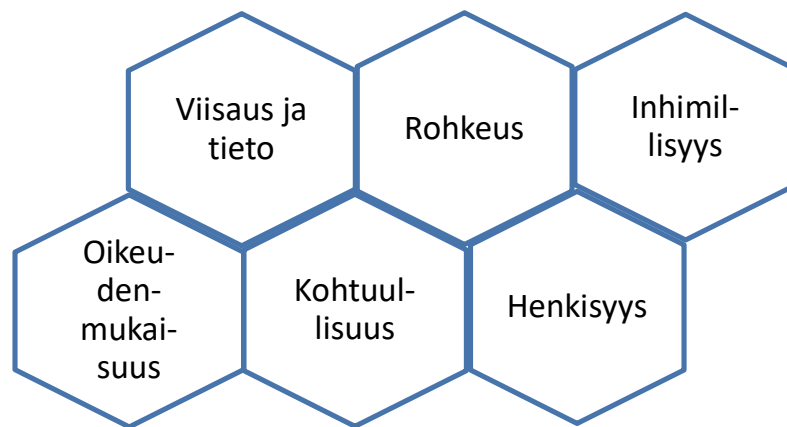 Viisaus ja
tieto
Rohkeus
Inhimil-
lisyys
Oikeu-
den-
mukai-
suus
Kohtuul-
lisuus
Henkisyys